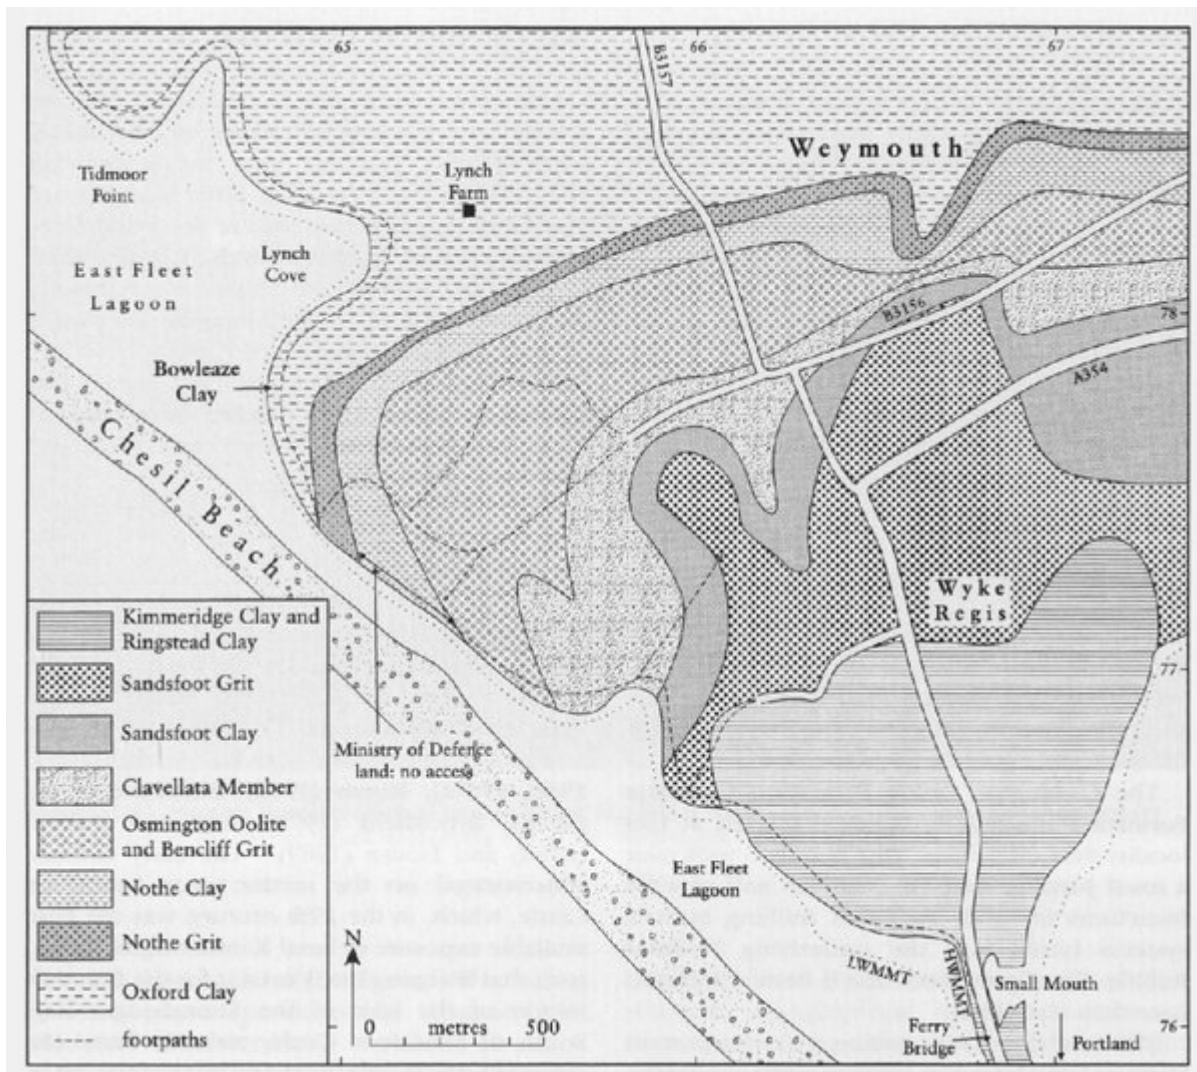 65
66
67
B3157
Weymouth
Tidmoor
Point
Lynch
Farm
Lynch
Cove
East Fleet
Lagoon
B3156
78
Bowleaze
Clay
A354
Chesil Beach
Wyke
Regis
Kimmeridge Clay and
Ringstead Clay
77
Sandsfoot Grit
Sandsfoot Clay
Ministry of Defence
land: no access
Clavellata Member
Osmington Oolite
and Bencliff Grit
Nothe Clay
East Fleet
Lagoon
Nothe Grit
N
LWMMT
HWMMT
Oxford Clay
Small Mouth
0 metres 500
footpaths
Ferry
Bridge
Portland
76